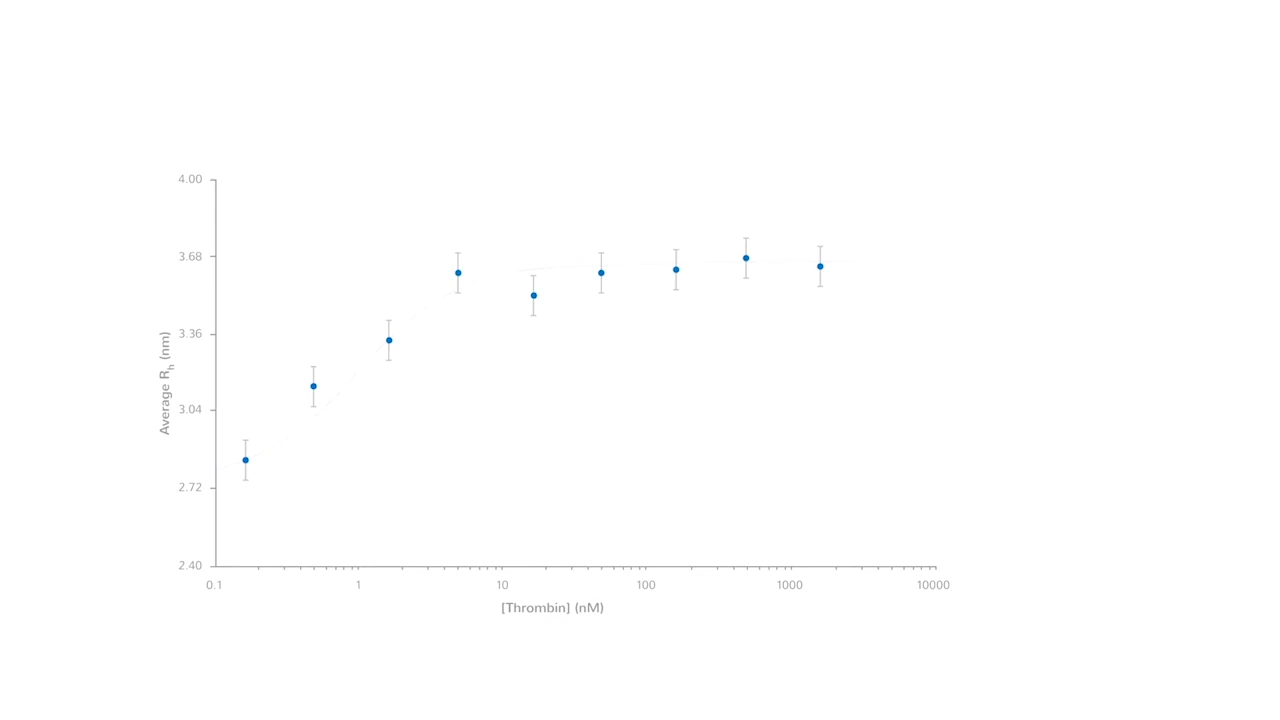 4.00
3.68
3.36
3.04
2.72
2.40
Average Rh (nm)
0.1 1 10 100 1000 10000
[Thrombin] (nM)